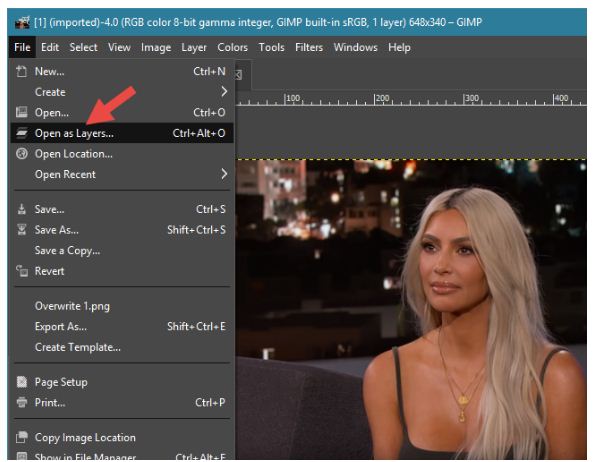 [1] (imported)-4.0 (RGB color 8-bit gamma integer, GIMP built-in sRGB, 1 layer) 648x340 – GIMP
File Edit Select View Image Layer Colors Tools Filters Windows Help
New... Ctrl+N
Create
Open... Ctrl+O
100 200 300 400
Open as Layers... Ctrl+Alt+O
Open Location...
Open Recent
Save... Ctrl+S
Save As... Shift+Ctrl+S
Save a Copy...
Revert
Overwrite 1.png
Export As... Shift+Ctrl+E
Create Template...
Page Setup
Print... Ctrl+P
Copy Image Location
Show in File Manager Ctrl+Alt+F